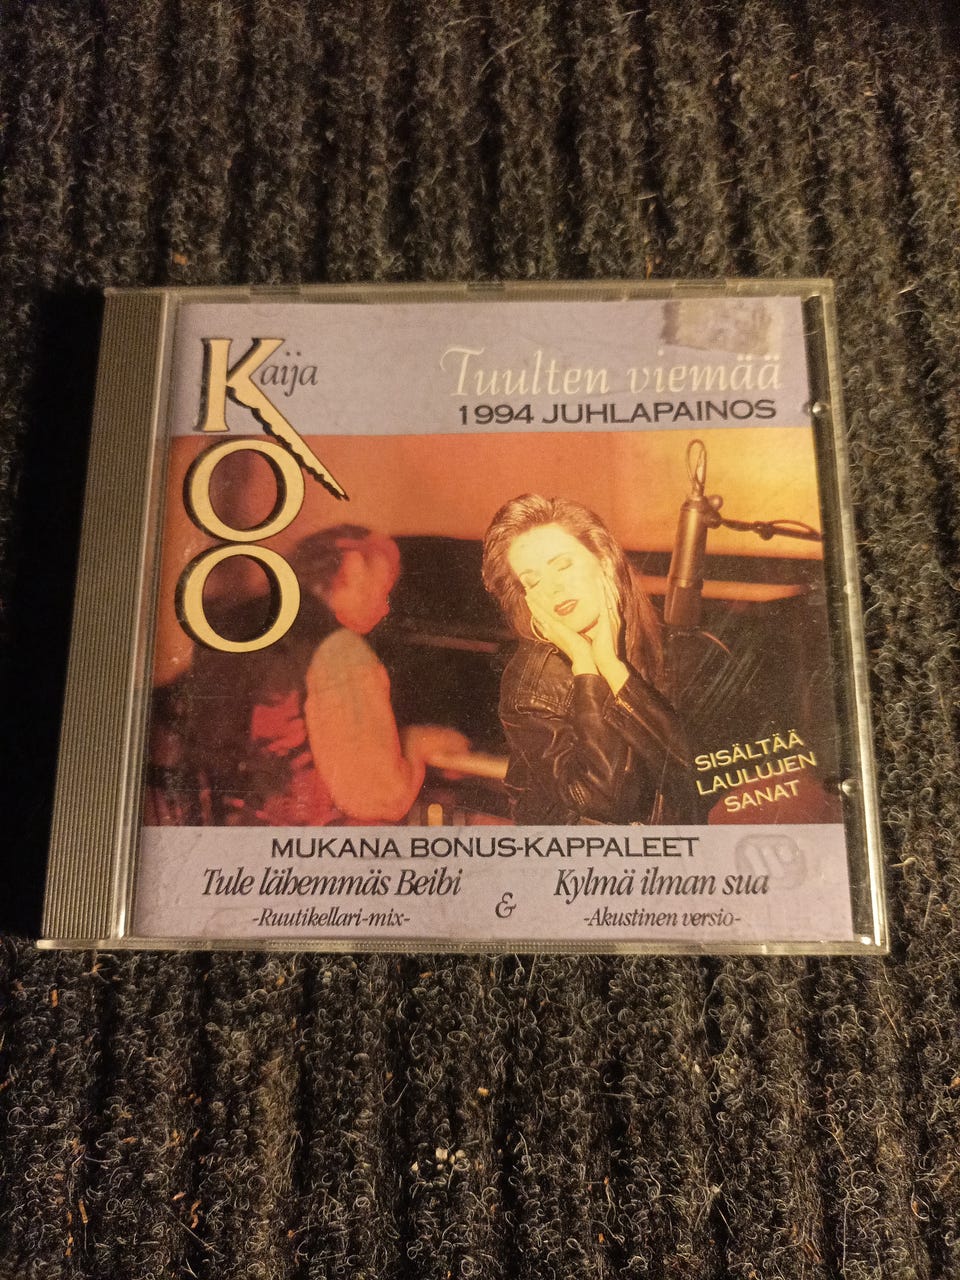 Kaija
KOO
Tuulten viemää
1994 JUHLAPAINOS
SISÄLTÄÄ
LAULUJEN
SANAT
MUKANA BONUS-KAPPALEET
Tule lähemmäs Beibi & Kylmä ilman sua
-Ruutikellari-mix- -Akustinen versio-